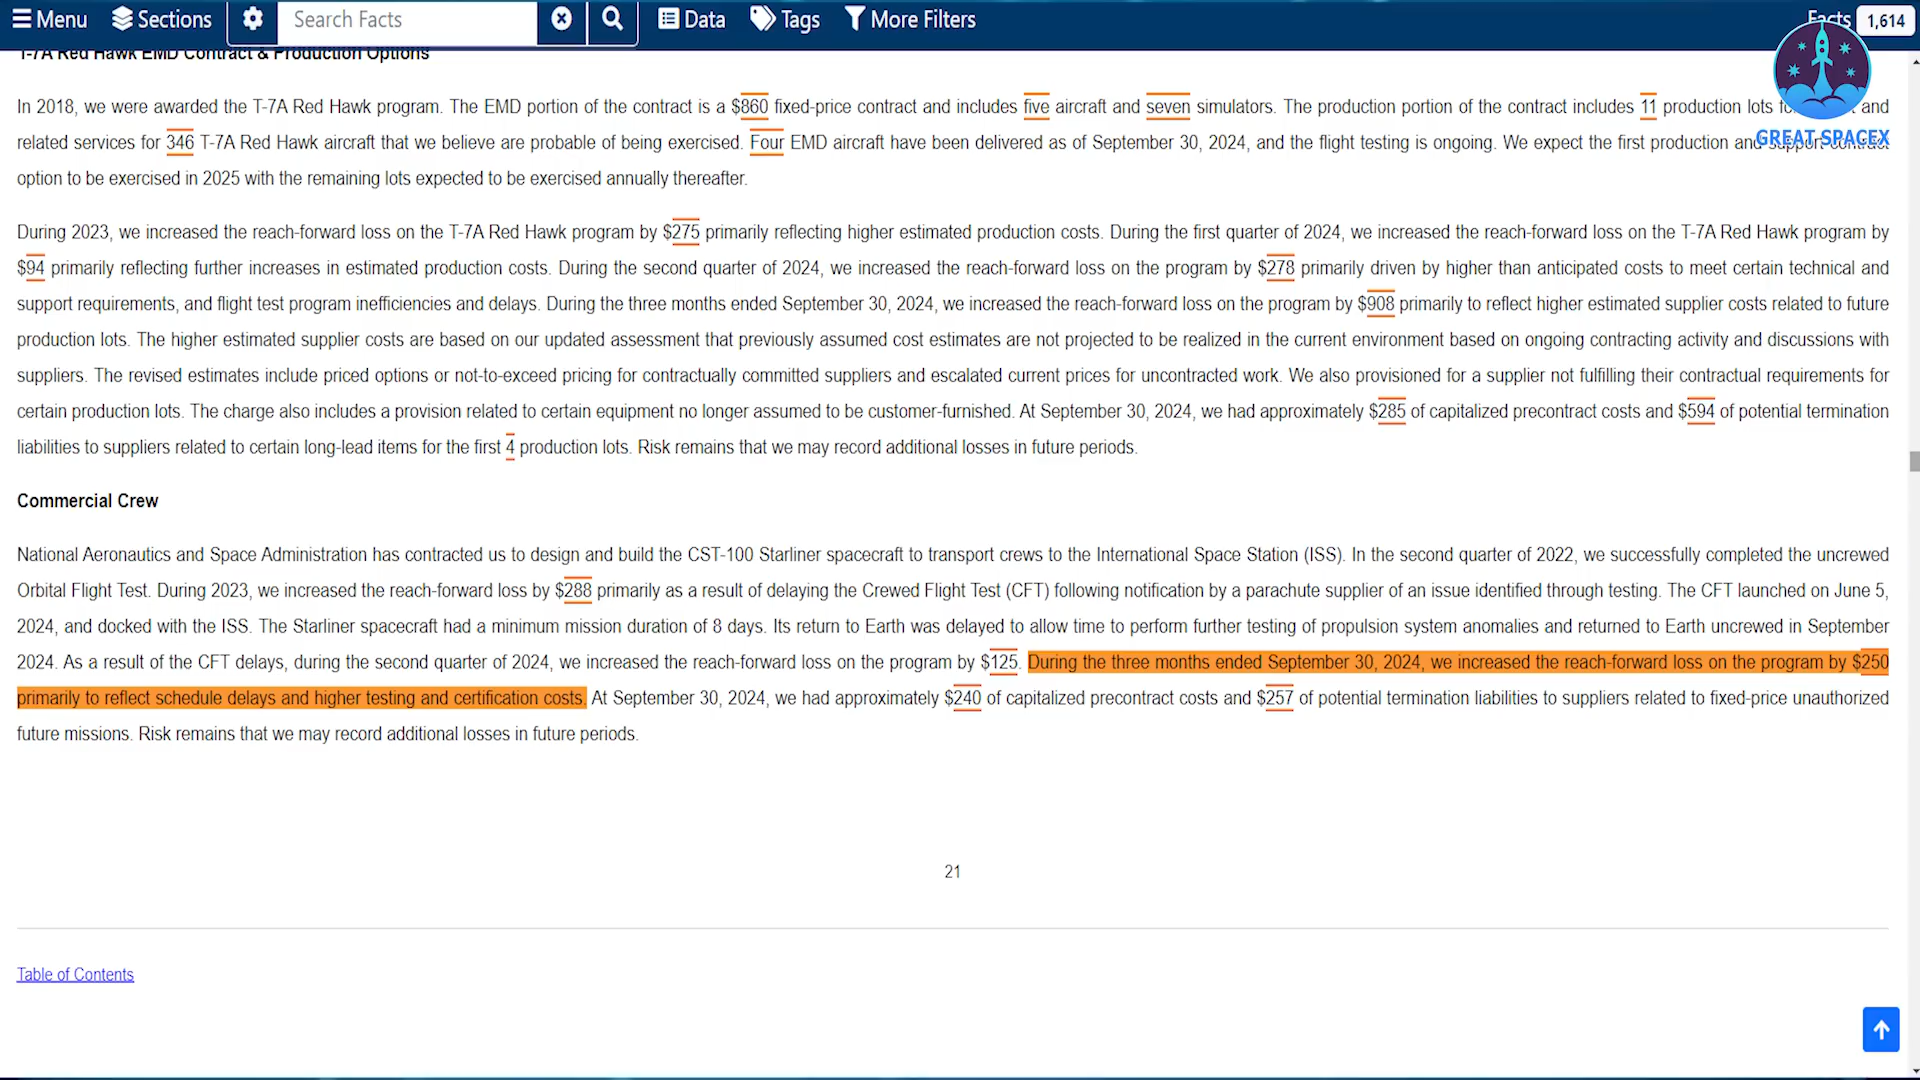 Menu Sections Search Facts Data Tags More Filters Facts 1,614
T-7A Red Hawk EMD Contract & Production Options
In 2018, we were awarded the T-7A Red Hawk program. The EMD portion of the contract is a $860 fixed-price contract and includes five aircraft and seven simulators. The production portion of the contract includes 11 production lots and
GREAT SPACEX
related services for 346 T-7A Red Hawk aircraft that we believe are probable of being exercised. Four EMD aircraft have been delivered as of September 30, 2024, and the flight testing is ongoing. We expect the first production and support contract
option to be exercised in 2025 with the remaining lots expected to be exercised annually thereafter.
During 2023, we increased the reach-forward loss on the T-7A Red Hawk program by $275 primarily reflecting higher estimated production costs. During the first quarter of 2024, we increased the reach-forward loss on the T-7A Red Hawk program by
$94 primarily reflecting further increases in estimated production costs. During the second quarter of 2024, we increased the reach-forward loss on the program by $278 primarily driven by higher than anticipated costs to meet certain technical and
support requirements, and flight test program inefficiencies and delays. During the three months ended September 30, 2024, we increased the reach-forward loss on the program by $908 primarily to reflect higher estimated supplier costs related to future
production lots. The higher estimated supplier costs are based on our updated assessment that previously assumed cost estimates are not projected to be realized in the current environment based on ongoing contracting activity and discussions with
suppliers. The revised estimates include priced options or not-to-exceed pricing for contractually committed suppliers and escalated current prices for uncontracted work. We also provisioned for a supplier not fulfilling their contractual requirements for
certain production lots. The charge also includes a provision related to certain equipment no longer assumed to be customer-furnished. At September 30, 2024, we had approximately $285 of capitalized precontract costs and $594 of potential termination
liabilities to suppliers related to certain long-lead items for the first 4 production lots. Risk remains that we may record additional losses in future periods.
Commercial Crew
National Aeronautics and Space Administration has contracted us to design and build the CST-100 Starliner spacecraft to transport crews to the International Space Station (ISS). In the second quarter of 2022, we successfully completed the uncrewed
Orbital Flight Test. During 2023, we increased the reach-forward loss by $288 primarily as a result of delaying the Crewed Flight Test (CFT) following notification by a parachute supplier of an issue identified through testing. The CFT launched on June 5,
2024, and docked with the ISS. The Starliner spacecraft had a minimum mission duration of 8 days. Its return to Earth was delayed to allow time to perform further testing of propulsion system anomalies and returned to Earth uncrewed in September
2024. As a result of the CFT delays, during the second quarter of 2024, we increased the reach-forward loss on the program by $125. During the three months ended September 30, 2024, we increased the reach-forward loss on the program by $250
primarily to reflect schedule delays and higher testing and certification costs. At September 30, 2024, we had approximately $240 of capitalized precontract costs and $257 of potential termination liabilities to suppliers related to fixed-price unauthorized
future missions. Risk remains that we may record additional losses in future periods.
21
Table of Contents